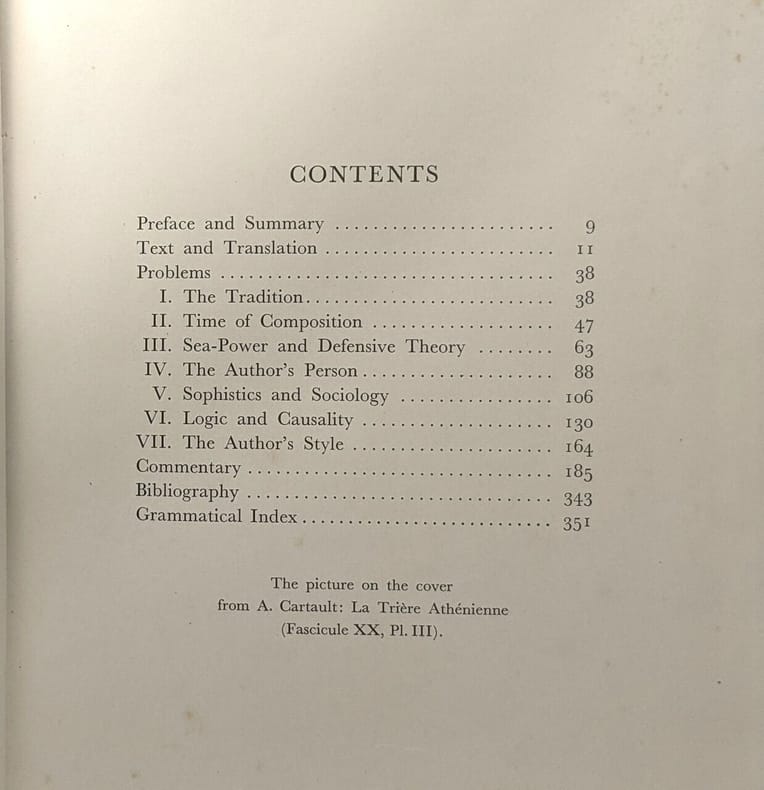 CONTENTS
Preface and Summary ....................... 9
Text and Translation ........................ 11
Problems ................................... 38
I. The Tradition.......................... 38
II. Time of Composition ................... 47
III. Sea-Power and Defensive Theory ........ 63
IV. The Author's Person.................... 88
V. Sophistics and Sociology ................ 106
VI. Logic and Causality .................... 130
VII. The Author's Style ..................... 164
Commentary ................................ 185
Bibliography ................................ 343
Grammatical Index.......................... 351
The picture on the cover
from A. Cartault: La Trière Athénienne
(Fascicule XX, Pl. III).